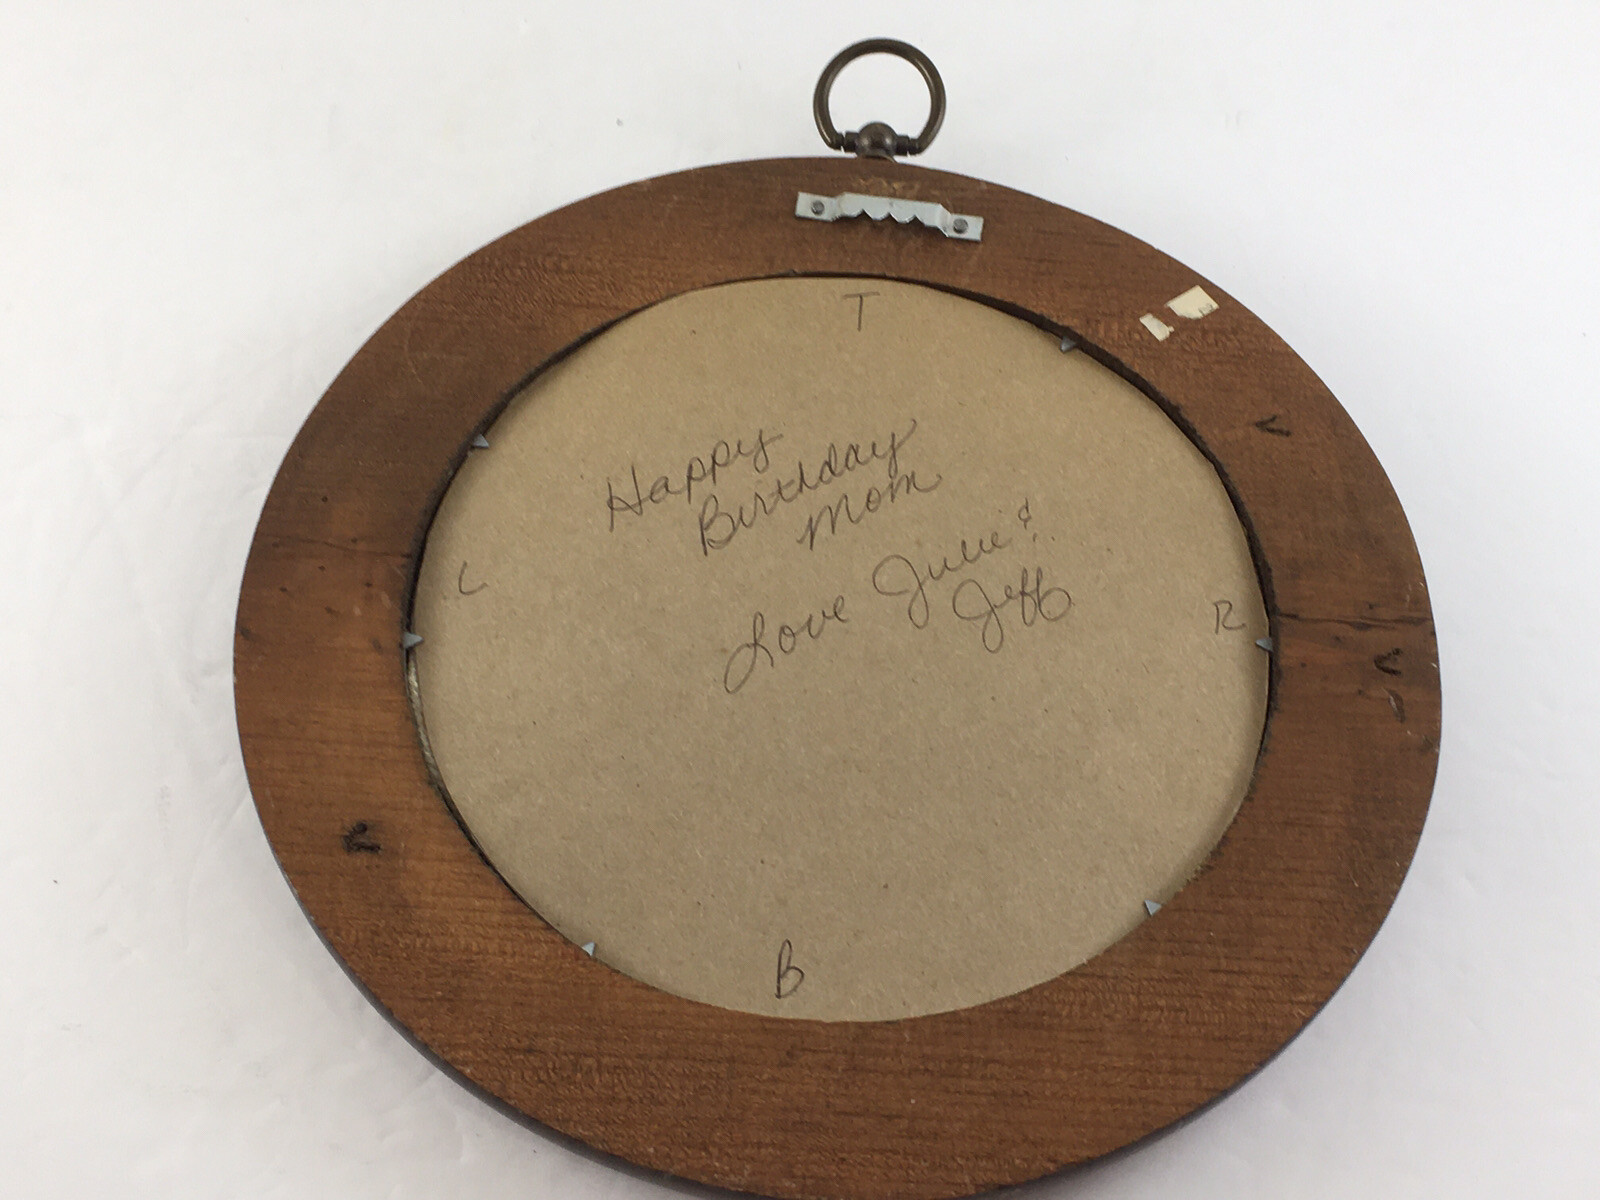 T
Happy
Birthday
Mom
L
Love Julie &
Jeff
R
B